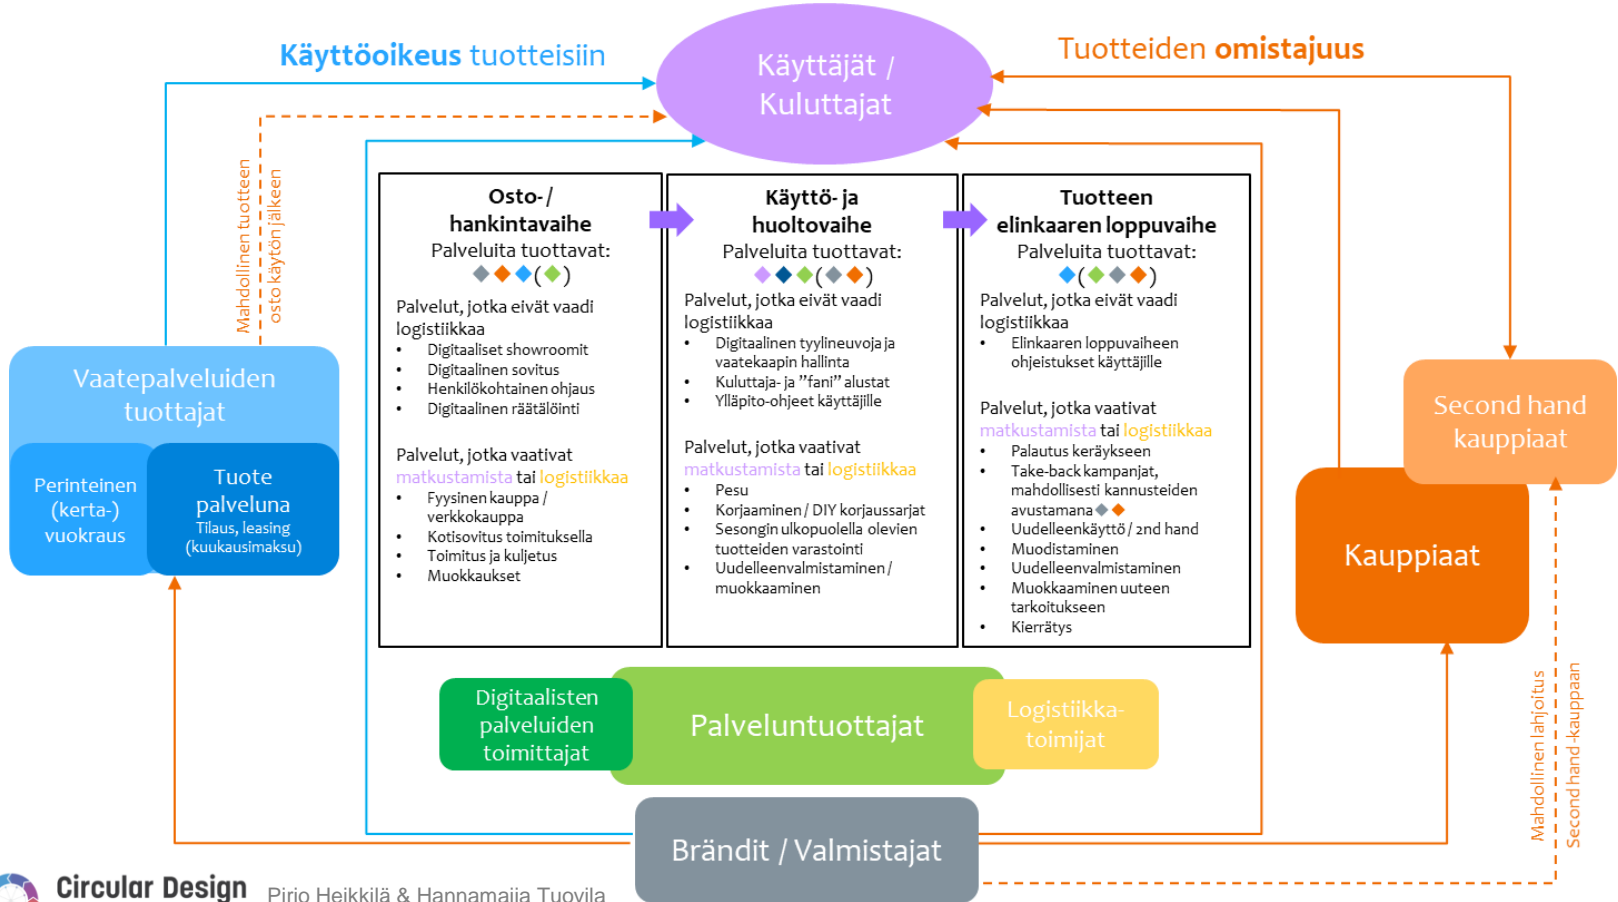 Käyttöoikeus tuotteisiin
Tuotteiden omistajuus
Käyttäjät /
Kuluttajat
Mahdollinen tuotteen
osto käytön jälkeen
Osto- /
hankintavaihe
Palveluita tuottavat:
( )
Palvelut, jotka eivät vaadi
logistiikkaa
• Digitaaliset showroomit
• Digitaalinen sovitus
• Henkilökohtainen ohjaus
• Digitaalinen räätälöinti
Palvelut, jotka vaativat
matkustamista tai logistiikkaa
• Fyysinen kauppa /
verkkokauppa
• Kotisovitus toimituksella
• Toimitus ja kuljetus
• Muokkaukset
Käyttö- ja
huoltovaihe
Palveluita tuottavat:
( )
Palvelut, jotka eivät vaadi
logistiikkaa
• Digitaalinen tyylineuvoja ja
vaatekaapin hallinta
• Kuluttaja- ja ”fani” alustat
• Ylläpito-ohjeet käyttäjille
Palvelut, jotka vaativat
matkustamista tai logistiikkaa
• Pesu
• Korjaaminen / DIY korjaussarjat
• Sesongin ulkopuolella olevien
tuotteiden varastointi
• Uudelleenvalmistaminen /
muokkaaminen
Tuotteen
elinkaaren loppuvaihe
Palveluita tuottavat:
( )
Palvelut, jotka eivät vaadi
logistiikkaa
• Elinkaaren loppuvaiheen
ohjeistukset käyttäjille
Palvelut, jotka vaativat
matkustamista tai logistiikkaa
• Palautus keräykseen
• Take-back kampanjat,
mahdollisesti kannusteiden
avustamana
• Uudelleenkäyttö / 2nd hand
• Muodistaminen
• Uudelleenvalmistaminen
• Muokkaaminen uuteen
tarkoitukseen
• Kierrätys
Vaatepalveluiden
tuottajat
Perinteinen
(kerta-)
vuokraus
Tuote
palveluna
Tilaus, leasing
(kuukausimaksu)
Second hand
kauppiaat
Kauppiaat
Mahdollinen lahjoitus
Second hand -kauppaan
Digitaalisten
palveluiden
toimittajat
Palveluntuottajat
Logistiikka-
toimijat
Brändit / Valmistajat
Circular Design
Pirjo Heikkilä & Hannamaija Tuovila